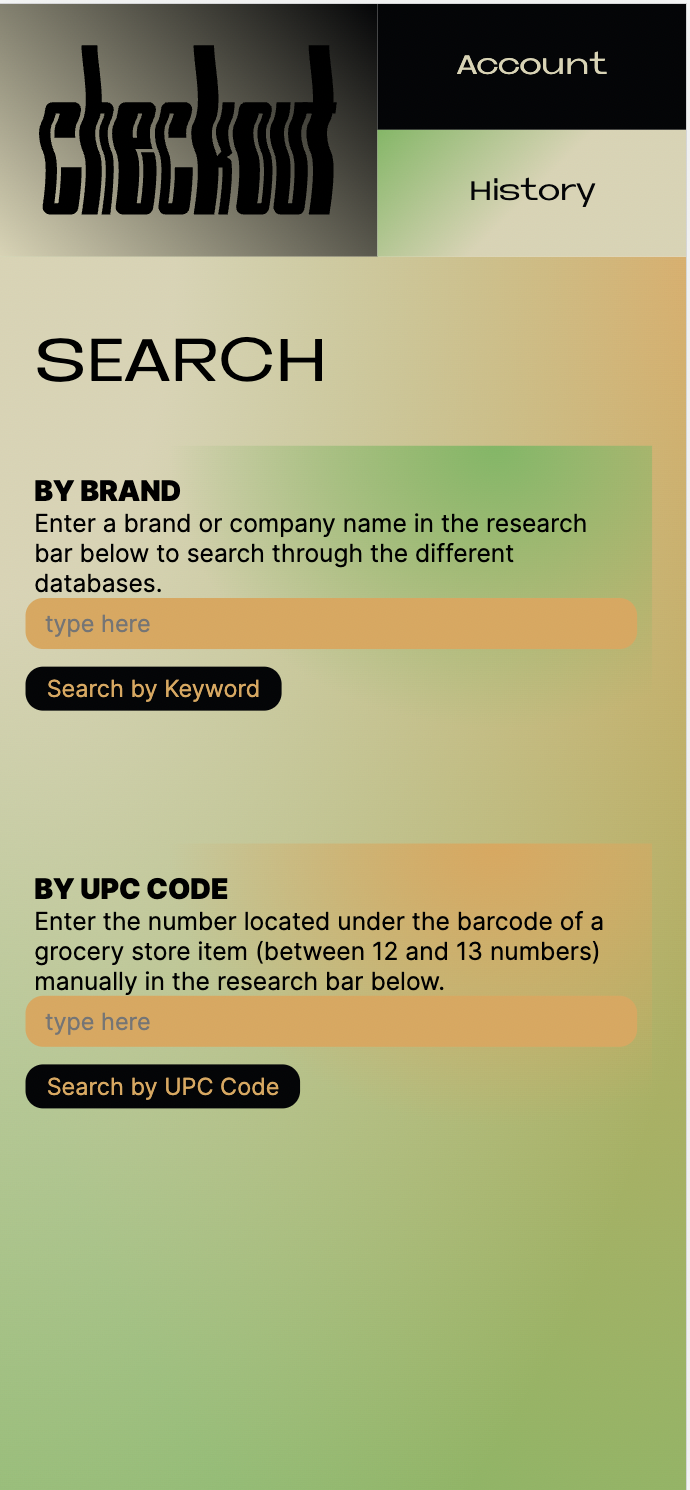 checkout
Account
History
SEARCH
BY BRAND
Enter a brand or company name in the research
bar below to search through the different
databases.
type here
Search by Keyword
BY UPC CODE
Enter the number located under the barcode of a
grocery store item (between 12 and 13 numbers)
manually in the research bar below.
type here
Search by UPC Code